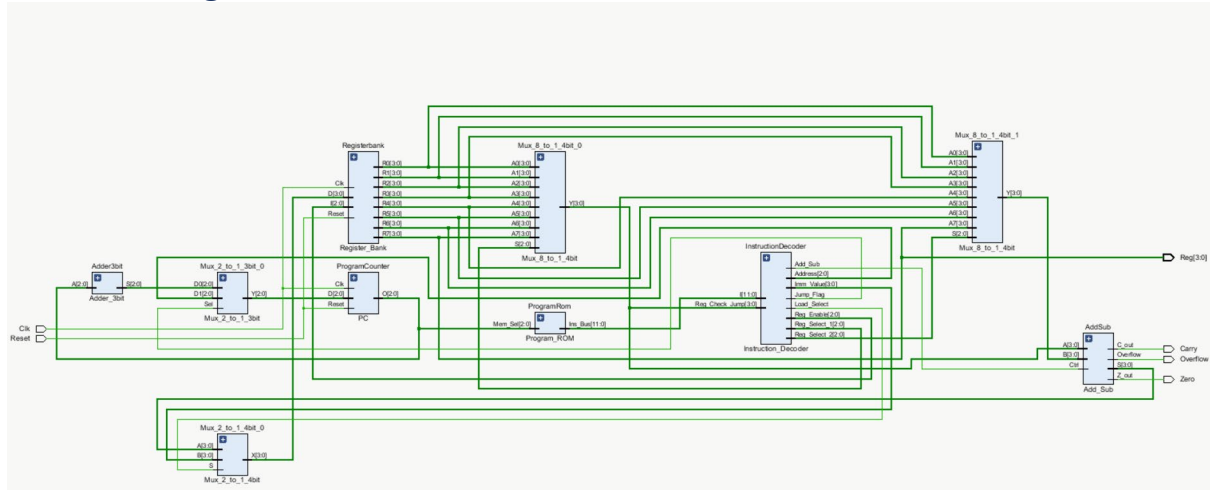 Registerbank
Clk
D[3:0]
E[2:0]
Reset
R0[3:0]
R1[3:0]
R2[3:0]
R3[3:0]
R4[3:0]
R5[3:0]
R6[3:0]
R7[3:0]
Register_Bank
Mux_8_to_1_4bit_0
A0[3:0]
A1[3:0]
A2[3:0]
A3[3:0]
A4[3:0]
A5[3:0]
A6[3:0]
A7[3:0]
S[2:0]
Y[3:0]
Mux_8_to_1_4bit
Mux_8_to_1_4bit_1
A0[3:0]
A1[3:0]
A2[3:0]
A3[3:0]
A4[3:0]
A5[3:0]
A6[3:0]
A7[3:0]
S[2:0]
Y[3:0]
Mux_8_to_1_4bit
Adder3bit
A[2:0]
S[2:0]
Adder_3bit
Mux_2_to_1_3bit_0
D0[2:0]
D1[2:0]
Sel
Y[2:0]
Mux_2_to_1_3bit
ProgramCounter
Clk
D[2:0]
Reset
O[2:0]
PC
ProgramRom
Mem_Sel[2:0]
Ins_Bus[11:0]
Program_ROM
InstructionDecoder
I[11:0]
Reg_Check_Jump[3:0]
Add_Sub
Address[2:0]
Imm_Value[3:0]
Jump_Flag
Load_Select
Reg_Enable[2:0]
Reg_Select_1[2:0]
Reg_Select_2[2:0]
Instruction_Decoder
Clk
Reset
AddSub
A[3:0]
B[3:0]
Ctrl
C_out
Overflow
S[3:0]
Z_out
Add_Sub
Reg[3:0]
Carry
Overflow
Zero
Mux_2_to_1_4bit_0
A[3:0]
B[3:0]
S
X[3:0]
Mux_2_to_1_4bit